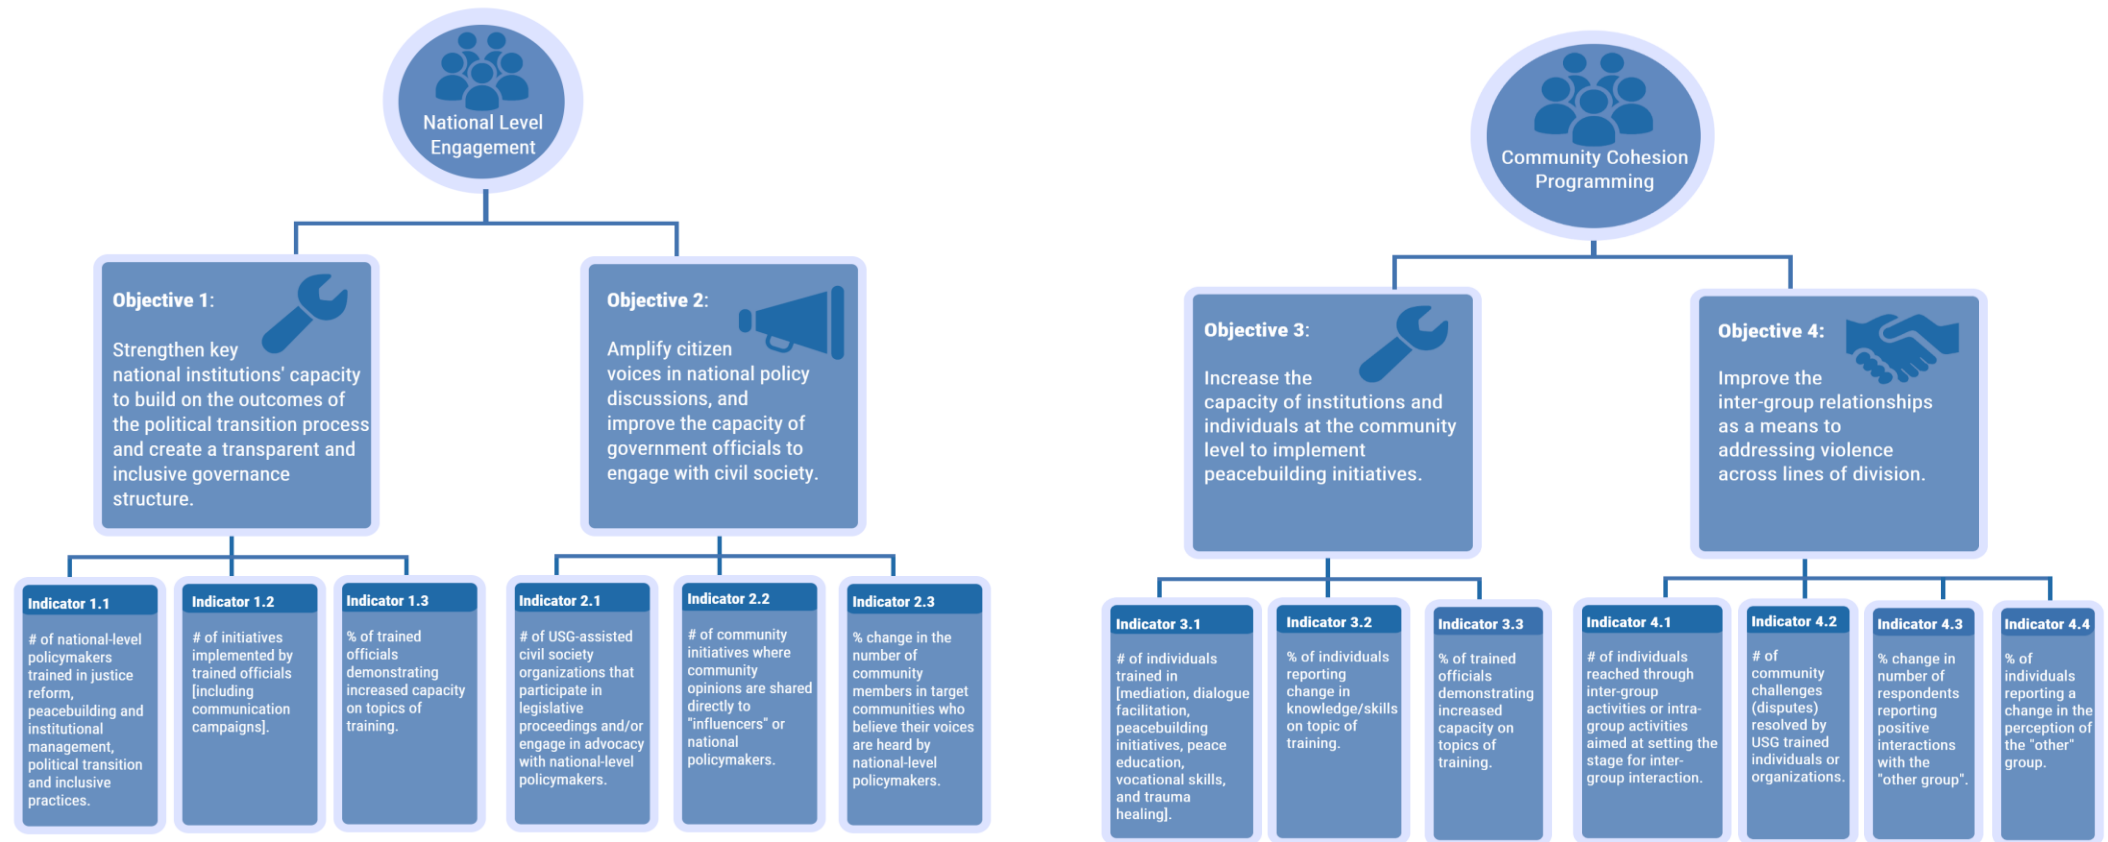 National Level
Engagement
Objective 1:
Strengthen key
national institutions' capacity
to build on the outcomes of
the political transition process
and create a transparent and
inclusive governance
structure.
Objective 2:
Amplify citizen
voices in national policy
discussions, and
improve the capacity of
government officials to
engage with civil society.
Indicator 1.1
# of national-level
policymakers
trained in justice
reform,
peacebuilding and
institutional
management,
political transition
and inclusive
practices.
Indicator 1.2
# of initiatives
implemented by
trained officials
[including
communication
campaigns].
Indicator 1.3
% of trained
officials
demonstrating
increased capacity
on topics of
training.
Indicator 2.1
# of USG-assisted
civil society
organizations that
participate in
legislative
proceedings and/or
engage in advocacy
with national-level
policymakers.
Indicator 2.2
# of community
initiatives where
community
opinions are shared
directly to
"influencers" or
national
policymakers.
Indicator 2.3
% change in the
number of
community
members in target
communities who
believe their voices
are heard by
national-level
policymakers.
Community Cohesion
Programming
Objective 3:
Increase the
capacity of institutions and
individuals at the community
level to implement
peacebuilding initiatives.
Objective 4:
Improve the
inter-group relationships
as a means to
addressing violence
across lines of division.
Indicator 3.1
# of individuals
trained in
[mediation, dialogue
facilitation,
peacebuilding
initiatives, peace
education,
vocational skills,
and trauma
healing].
Indicator 3.2
% of individuals
reporting
change in
knowledge/skills
on topic of
training.
Indicator 3.3
% of trained
officials
demonstrating
increased
capacity on
topics of
training.
Indicator 4.1
# of individuals
reached through
inter-group
activities or intra-
group activities
aimed at setting the
stage for inter-
group interaction.
Indicator 4.2
# of
community
challenges
(disputes)
resolved by
USG trained
individuals or
organizations.
Indicator 4.3
% change in
number of
respondents
reporting
positive
interactions
with the
"other group".
Indicator 4.4
% of
individuals
reporting a
change in the
perception of
the "other"
group.